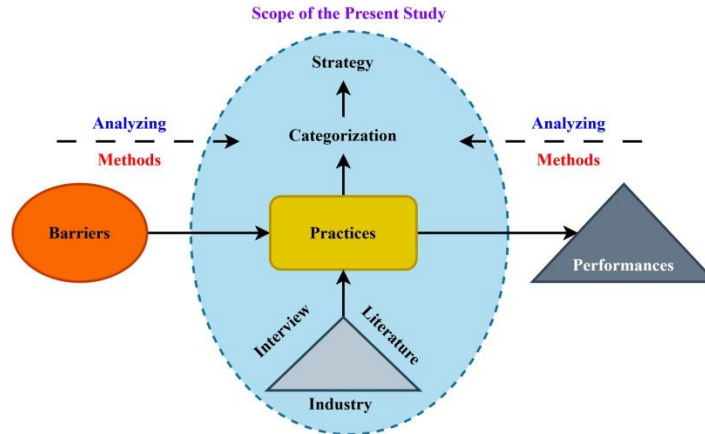 Scope of the Present Study
Strategy
Analyzing
Methods
Categorization
Analyzing
Methods
Barriers
Practices
Performances
Interview
Literature
Industry